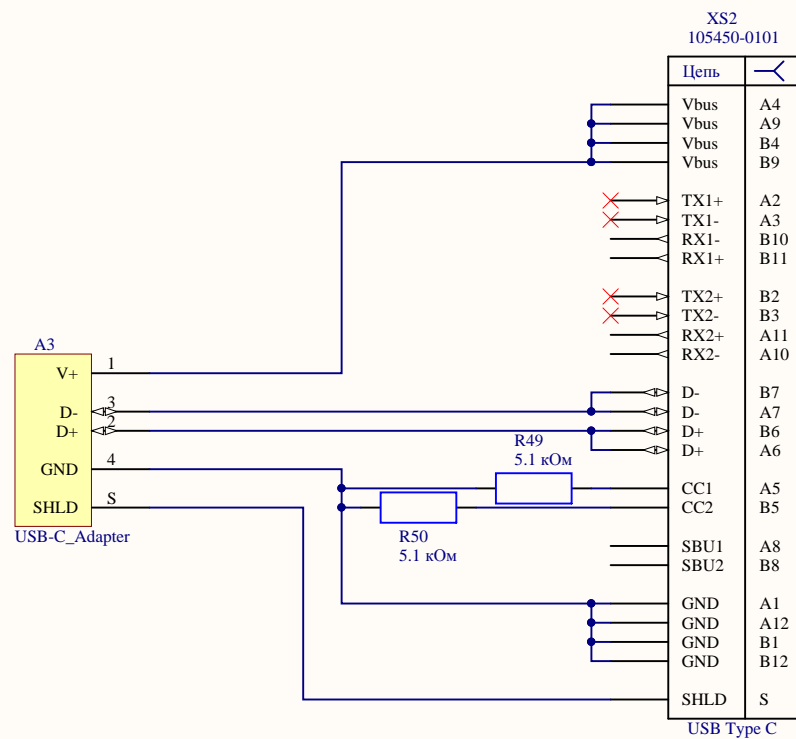 XS2
105450-0101
Цепь
Vbus A4
Vbus A9
Vbus B4
Vbus B9
TX1+ A2
TX1- A3
RX1- B10
RX1+ B11
TX2+ B2
TX2- B3
RX2+ A11
RX2- A10
D- B7
D- A7
D+ B6
D+ A6
CC1 A5
CC2 B5
SBU1 A8
SBU2 B8
GND A1
GND A12
GND B1
GND B12
SHLD S
USB Type C
A3
V+ 1
D- 3
D+ 2
GND 4
SHLD S
USB-C_Adapter
R49
5.1 кОм
R50
5.1 кОм